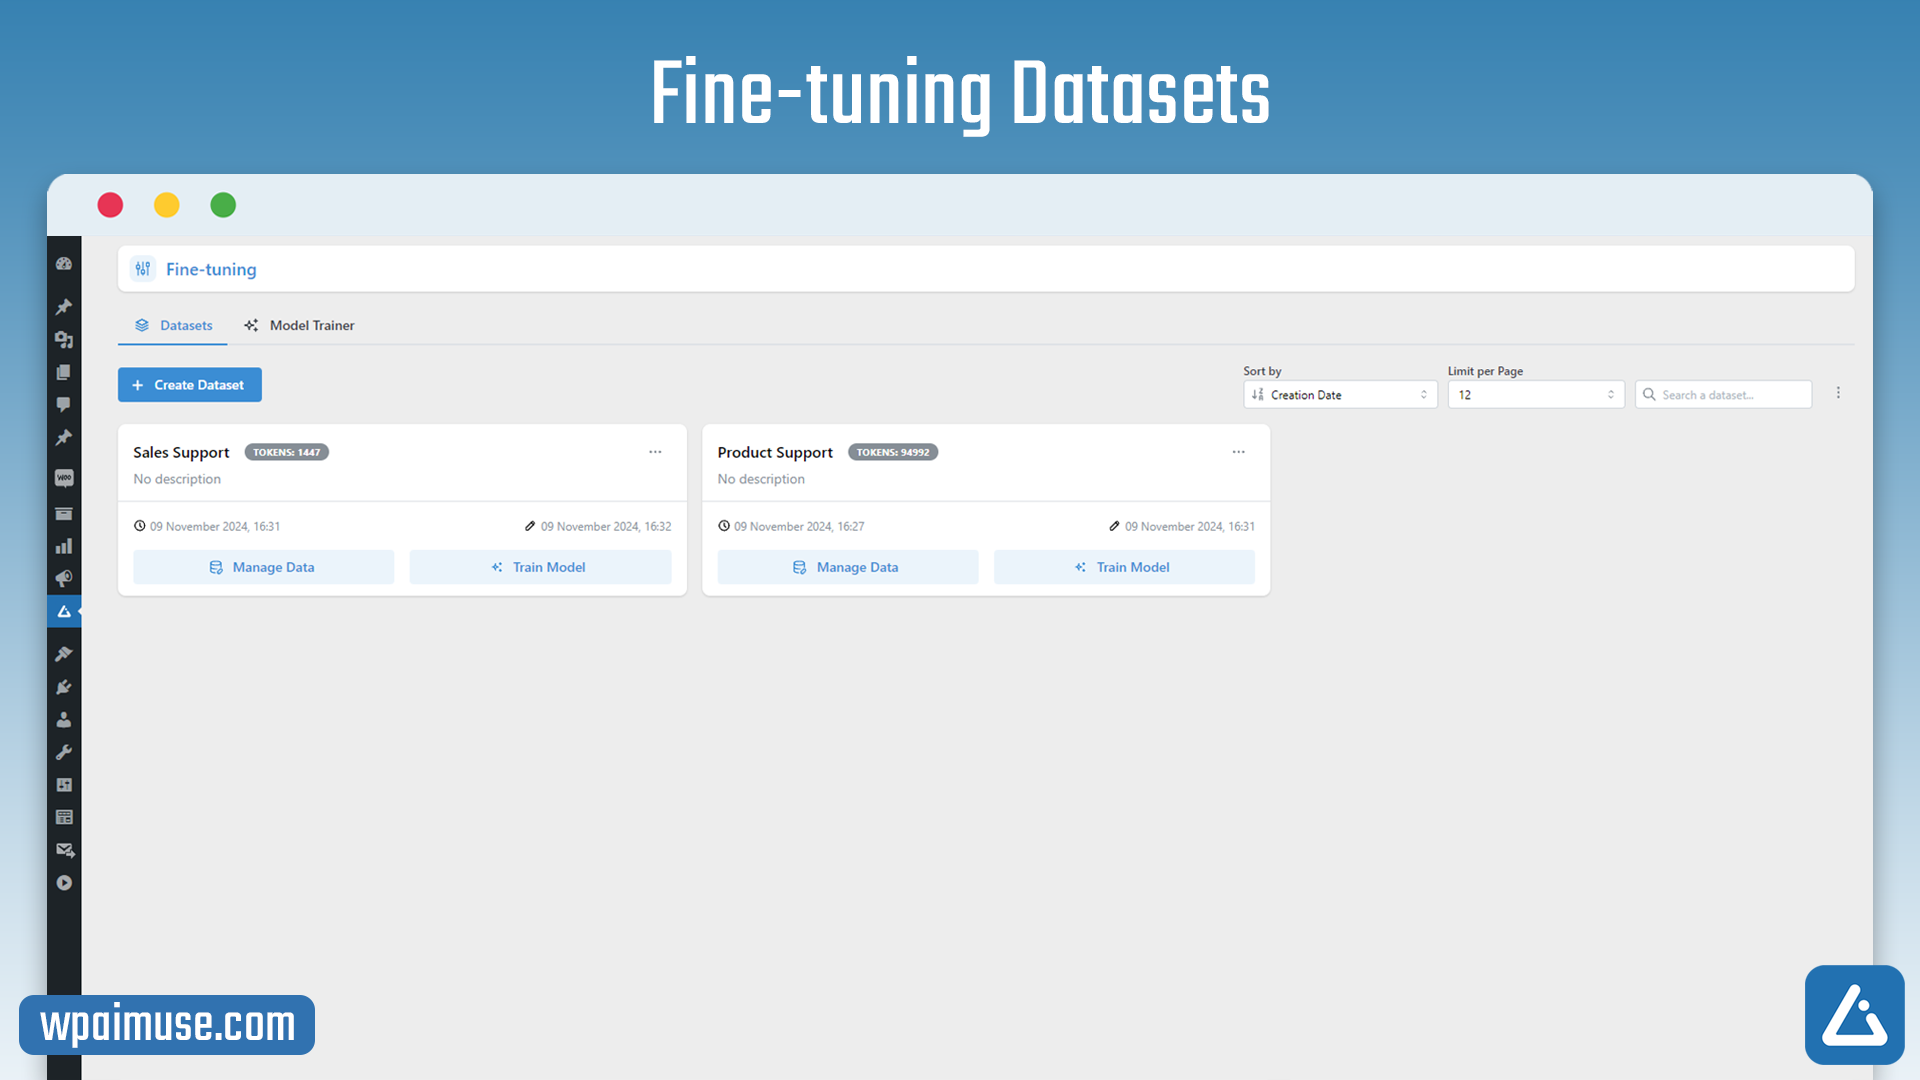 Fine-tuning Datasets
Fine-tuning
Datasets
Model Trainer
+ Create Dataset
Sort by
Creation Date
Limit per Page
12
Search a dataset...
Sales Support
TOKENS: 1447
No description
09 November 2024, 16:31
09 November 2024, 16:32
Manage Data
Train Model
Product Support
TOKENS: 94992
No description
09 November 2024, 16:27
09 November 2024, 16:31
Manage Data
Train Model
woo
wpaimuse.com